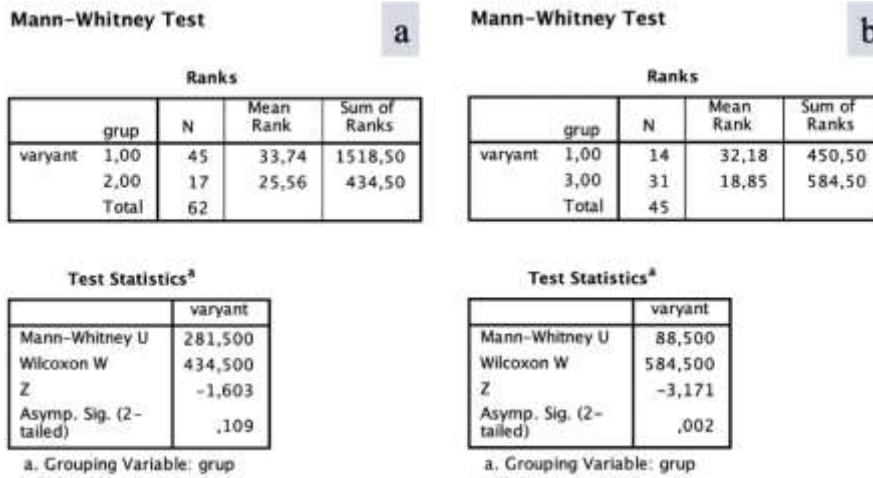 Mann-Whitney Test
a
Ranks
grup N Mean Rank Sum of Ranks
varyant 1,00 45 33,74 1518,50
2,00 17 25,56 434,50
Total 62
Test Statisticsª
varyant
Mann-Whitney U 281,500
Wilcoxon W 434,500
Z -1,603
Asymp. Sig. (2-tailed) ,109
a. Grouping Variable: grup
Mann-Whitney Test
b
Ranks
grup N Mean Rank Sum of Ranks
varyant 1,00 14 32,18 450,50
3,00 31 18,85 584,50
Total 45
Test Statisticsª
varyant
Mann-Whitney U 88,500
Wilcoxon W 584,500
Z -3,171
Asymp. Sig. (2-tailed) ,002
a. Grouping Variable: grup